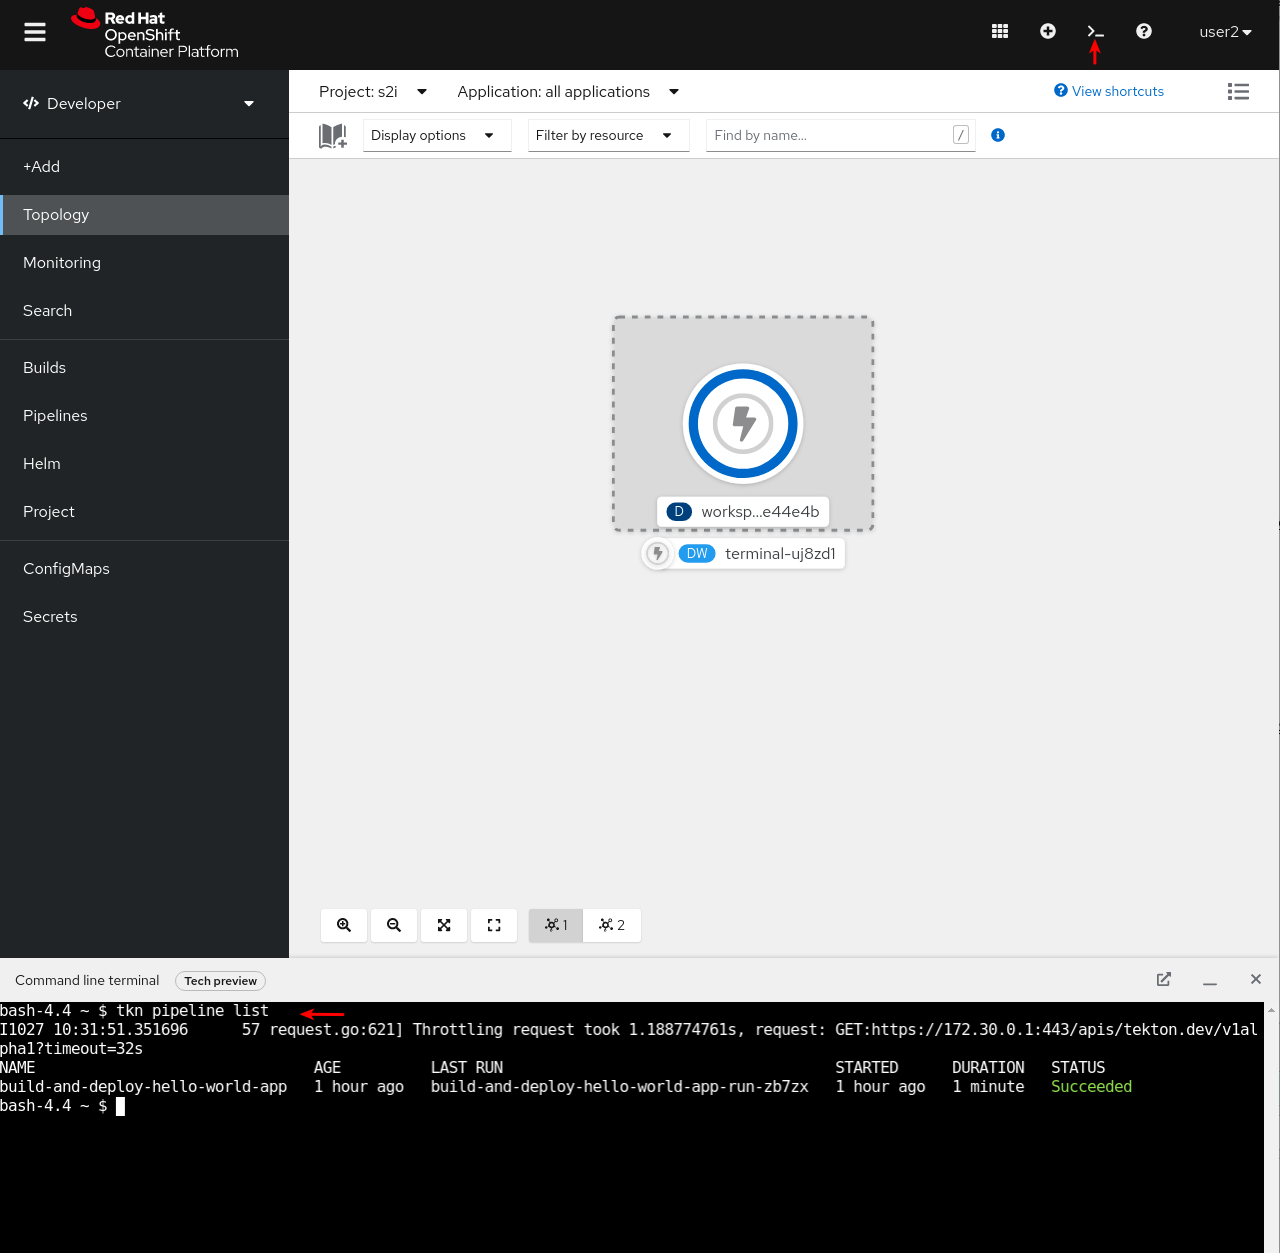 Red Hat
OpenShift
Container Platform
user2
Developer
Project: s2i
Application: all applications
View shortcuts
Display options
Filter by resource
Find by name...
/
+Add
Topology
Monitoring
Search
Builds
Pipelines
Helm
Project
ConfigMaps
Secrets
D worksp...e44e4b
DW terminal-uj8zd1
1
2
Command line terminal
Tech preview
bash-4.4 ~ $ tkn pipeline list
I1027 10:31:51.351696      57 request.go:621] Throttling request took 1.188774761s, request: GET:https://172.30.0.1:443/apis/tekton.dev/v1al
pha1?timeout=32s
NAME                               AGE          LAST RUN                                     STARTED      DURATION   STATUS
build-and-deploy-hello-world-app   1 hour ago   build-and-deploy-hello-world-app-run-zb7zx   1 hour ago   1 minute   Succeeded
bash-4.4 ~ $